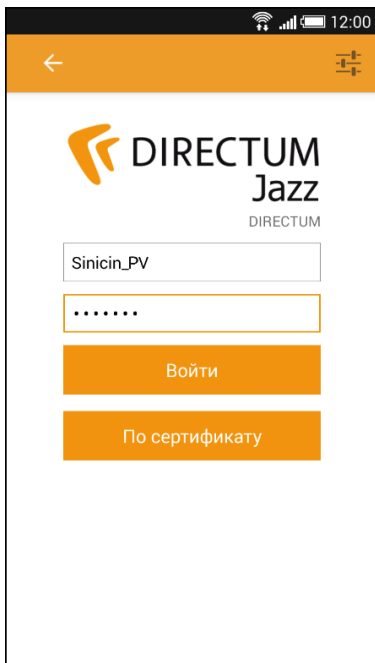 12:00
DIRECTUM
Jazz
DIRECTUM
Sinicin_PV
•••••••
Войти
По сертификату